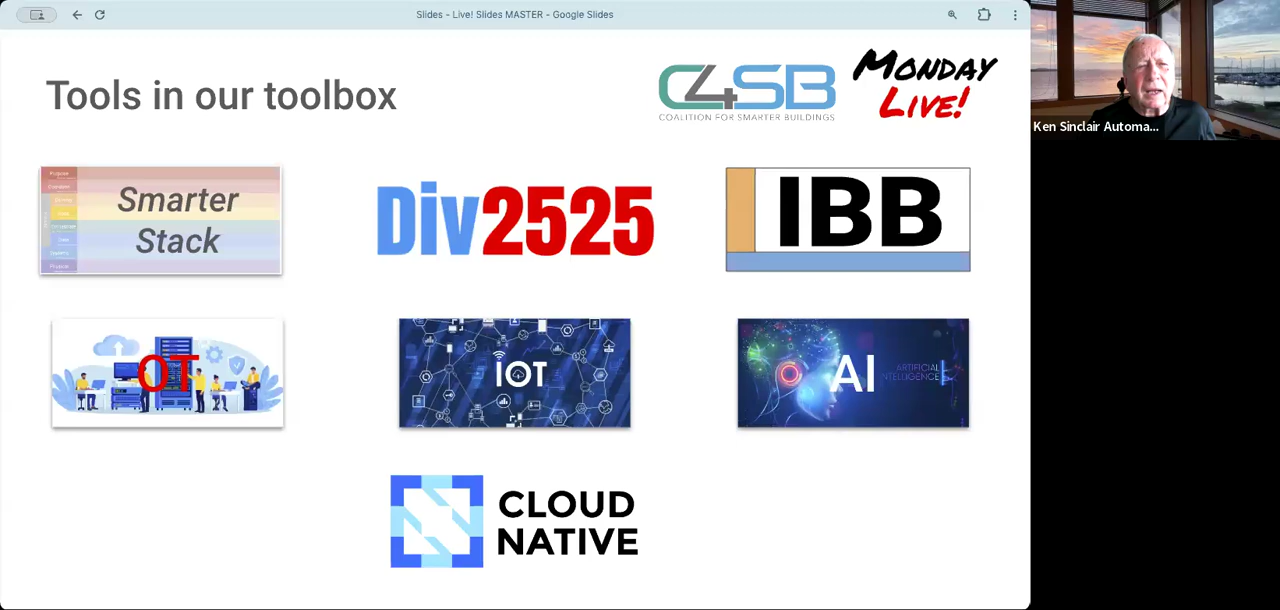 Slides - Live! Slides MASTER - Google Slides
Tools in our toolbox
C4SB
COALITION FOR SMARTER BUILDINGS
MONDAY
LIVE!
Ken Sinclair Automa...
Smarter
Stack
Div2525
IBB
OT
IOT
AI
ARTIFICIAL
INTELLIGENCE
CLOUD
NATIVE